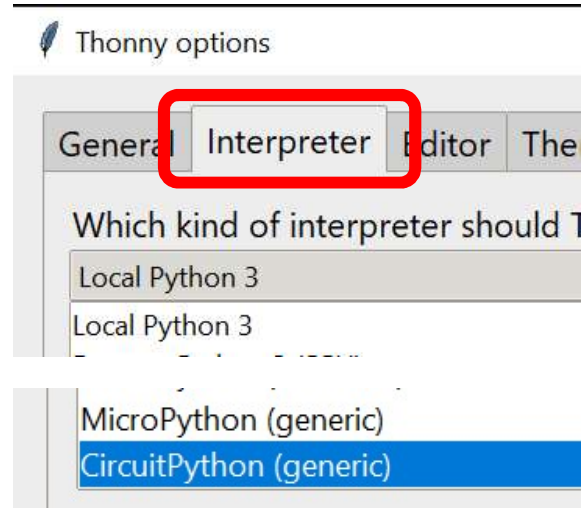 Thonny options
General Interpreter Editor The
Which kind of interpreter should T
Local Python 3
Local Python 3
MicroPython (generic)
CircuitPython (generic)